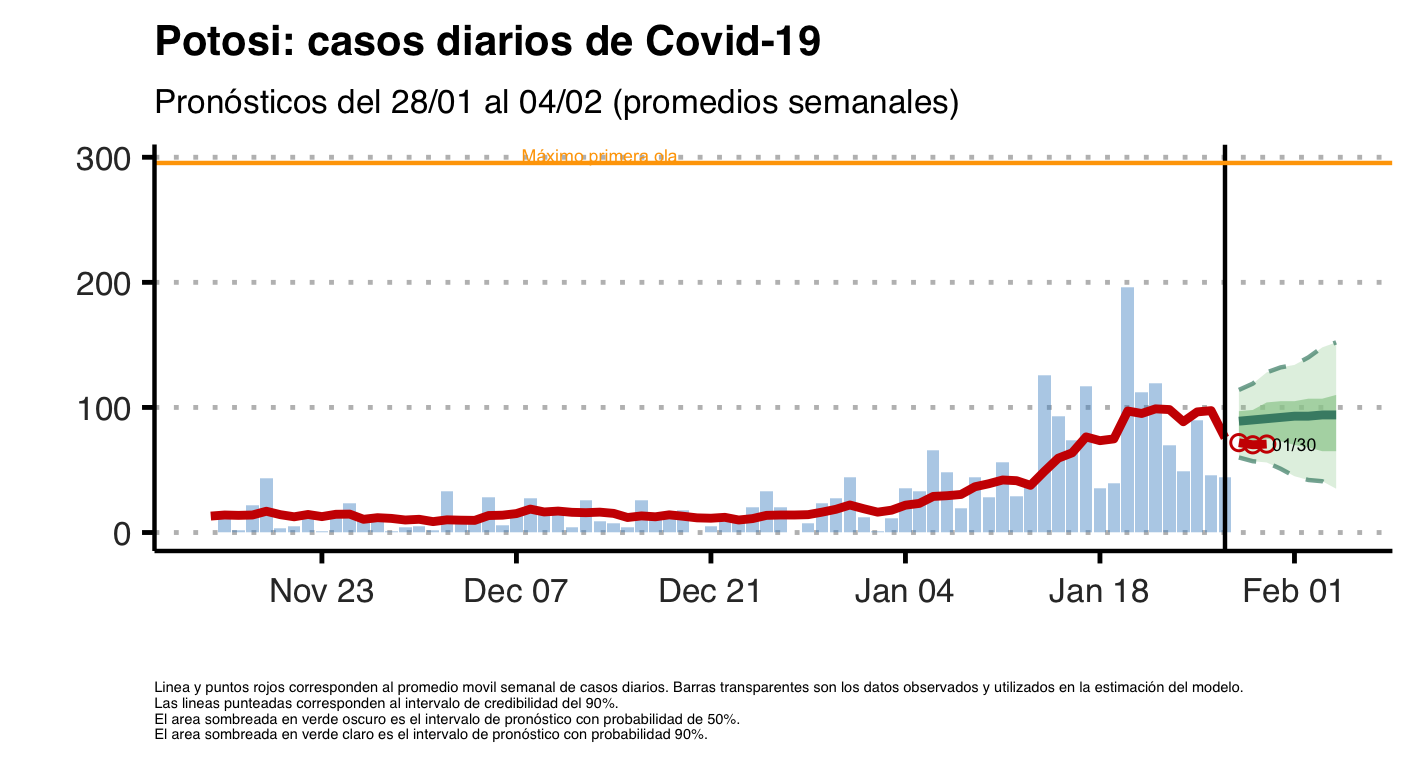 Potosi: casos diarios de Covid-19
Pronósticos del 28/01 al 04/02 (promedios semanales)
300
Máximo primera ola
200
100
01/30
0
Nov 23
Dec 07
Dec 21
Jan 04
Jan 18
Feb 01
Linea y puntos rojos corresponden al promedio movil semanal de casos diarios. Barras transparentes son los datos observados y utilizados en la estimación del modelo.
Las lineas punteadas corresponden al intervalo de credibilidad del 90%.
El area sombreada en verde oscuro es el intervalo de pronóstico con probabilidad de 50%.
El area sombreada en verde claro es el intervalo de pronóstico con probabilidad 90%.